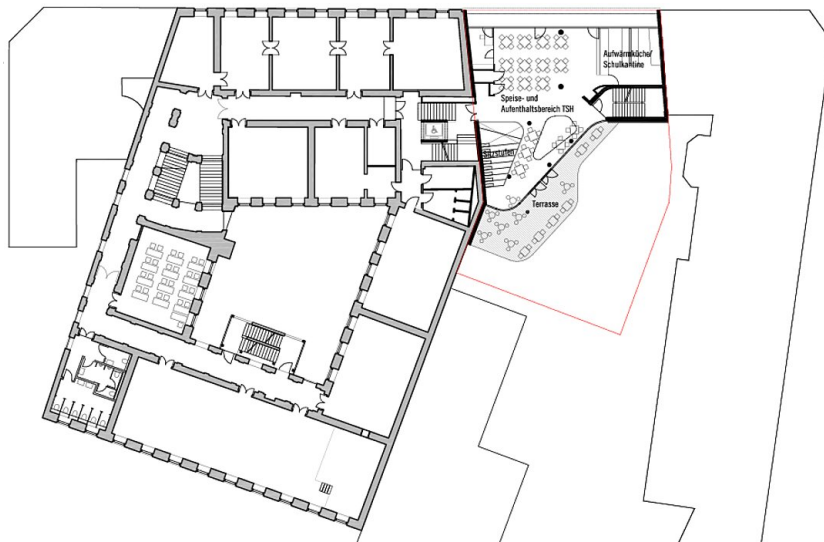 Aufwärmküche/
Schulkantine
Speise- und
Aufenthaltsbereich TSH
Sitzstufen
Terrasse